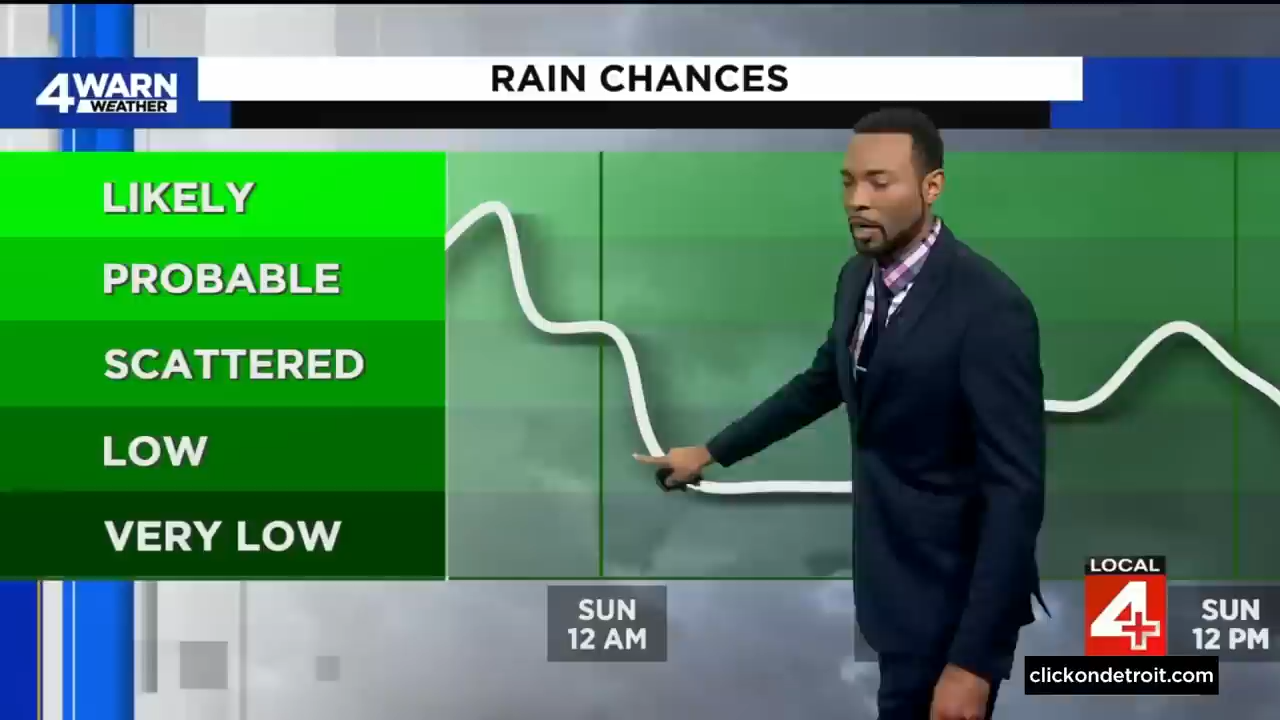 4WARN
WEATHER
RAIN CHANCES
LIKELY
PROBABLE
SCATTERED
LOW
VERY LOW
SUN
12 AM
LOCAL
4
SUN
12 PM
clickondetroit.com